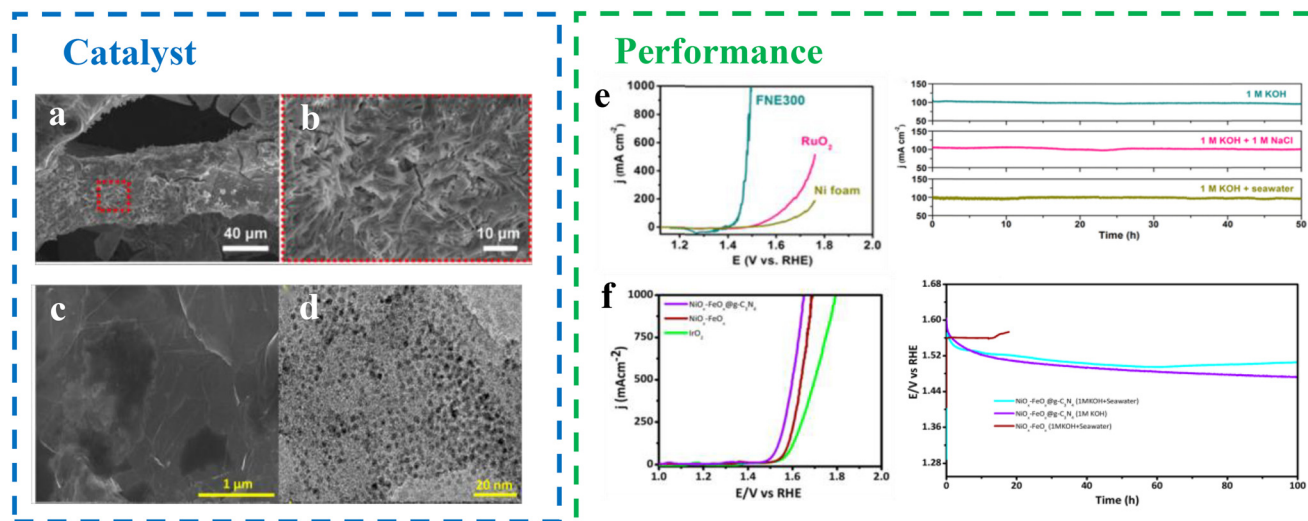 Catalyst
a
b
40 μm
10 μm
c
d
1 μm
20 nm
Performance
e
1000
800
600
400
200
0
j (mA cm⁻²)
FNE300
RuO₂
Ni foam
1.2
1.4
1.6
1.8
2.0
E (V vs. RHE)
150
100
50
1 M KOH
150
100
50
1 M KOH + 1 M NaCl
150
100
50
1 M KOH + seawater
j (mA cm⁻²)
0
10
20
30
40
50
Time (h)
f
1000
750
500
250
0
j (mAcm⁻²)
NiOₓ-FeOₓ@g-C₃N₄
NiOₓ-FeOₓ
IrO₂
1.0
1.2
1.4
1.6
1.8
2.0
E/V vs RHE
1.68
1.60
1.52
1.44
1.36
1.28
E/V vs RHE
NiOₓ-FeOₓ@g-C₃N₄ (1MKOH+Seawater)
NiOₓ-FeOₓ@g-C₃N₄ (1M KOH)
NiOₓ-FeOₓ (1MKOH+Seawater)
0
20
40
60
80
100
Time (h)